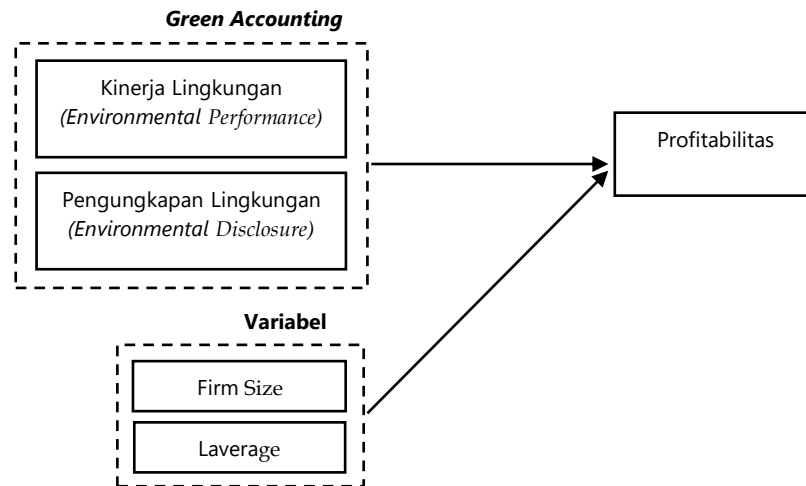 Green Accounting
Kinerja Lingkungan
(Environmental Performance)
Pengungkapan Lingkungan
(Environmental Disclosure)
Profitabilitas
Variabel
Firm Size
Laverage